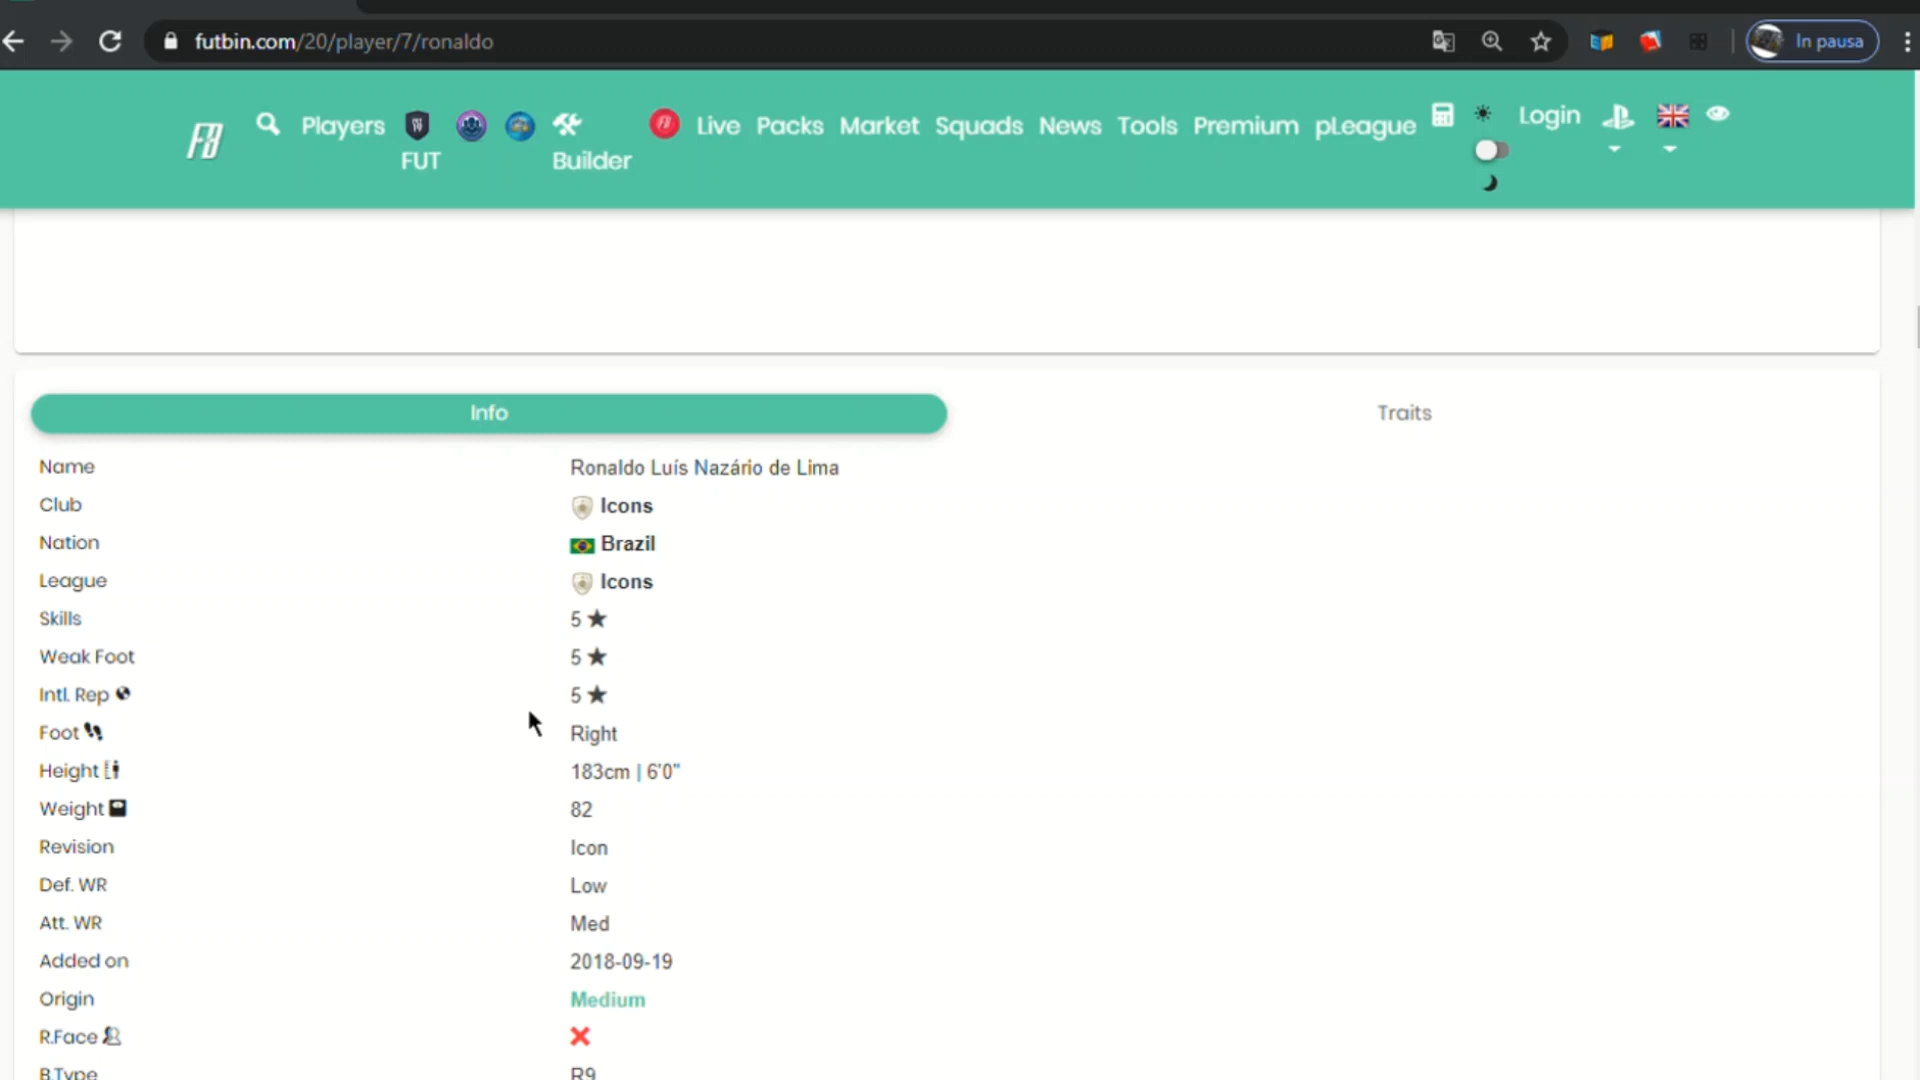 futbin.com/20/player/7/ronaldo
In pausa
Players
FUT
Builder
Live
Packs
Market
Squads
News
Tools
Premium
pLeague
Login
Info
Traits
Name Ronaldo Luís Nazário de Lima
Club Icons
Nation Brazil
League Icons
Skills 5 ★
Weak Foot 5 ★
Intl. Rep 5 ★
Foot Right
Height 183cm | 6'0"
Weight 82
Revision Icon
Def. WR Low
Att. WR Med
Added on 2018-09-19
Origin Medium
R.Face
B.Type R9